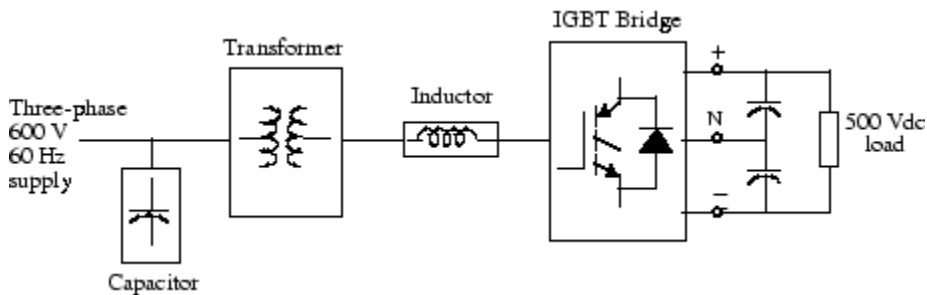 IGBT Bridge
Transformer
Inductor
Three-phase
600 V
60 Hz
supply
+
N
−
500 Vdc
load
Capacitor